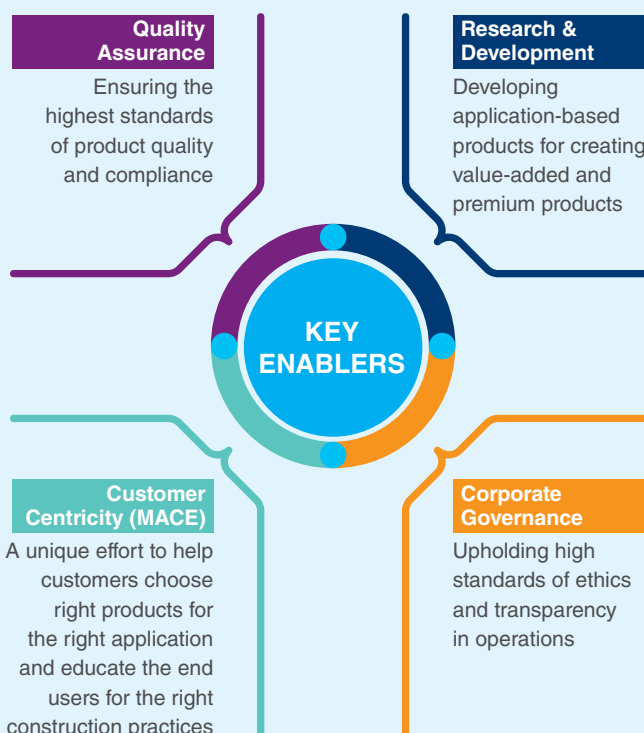 Quality
Assurance
Ensuring the
highest standards
of product quality
and compliance
Research &
Development
Developing
application-based
products for creating
value-added and
premium products
KEY
ENABLERS
Customer
Centricity (MACE)
A unique effort to help
customers choose
right products for
the right application
and educate the end
users for the right
construction practices
Corporate
Governance
Upholding high
standards of ethics
and transparency
in operations